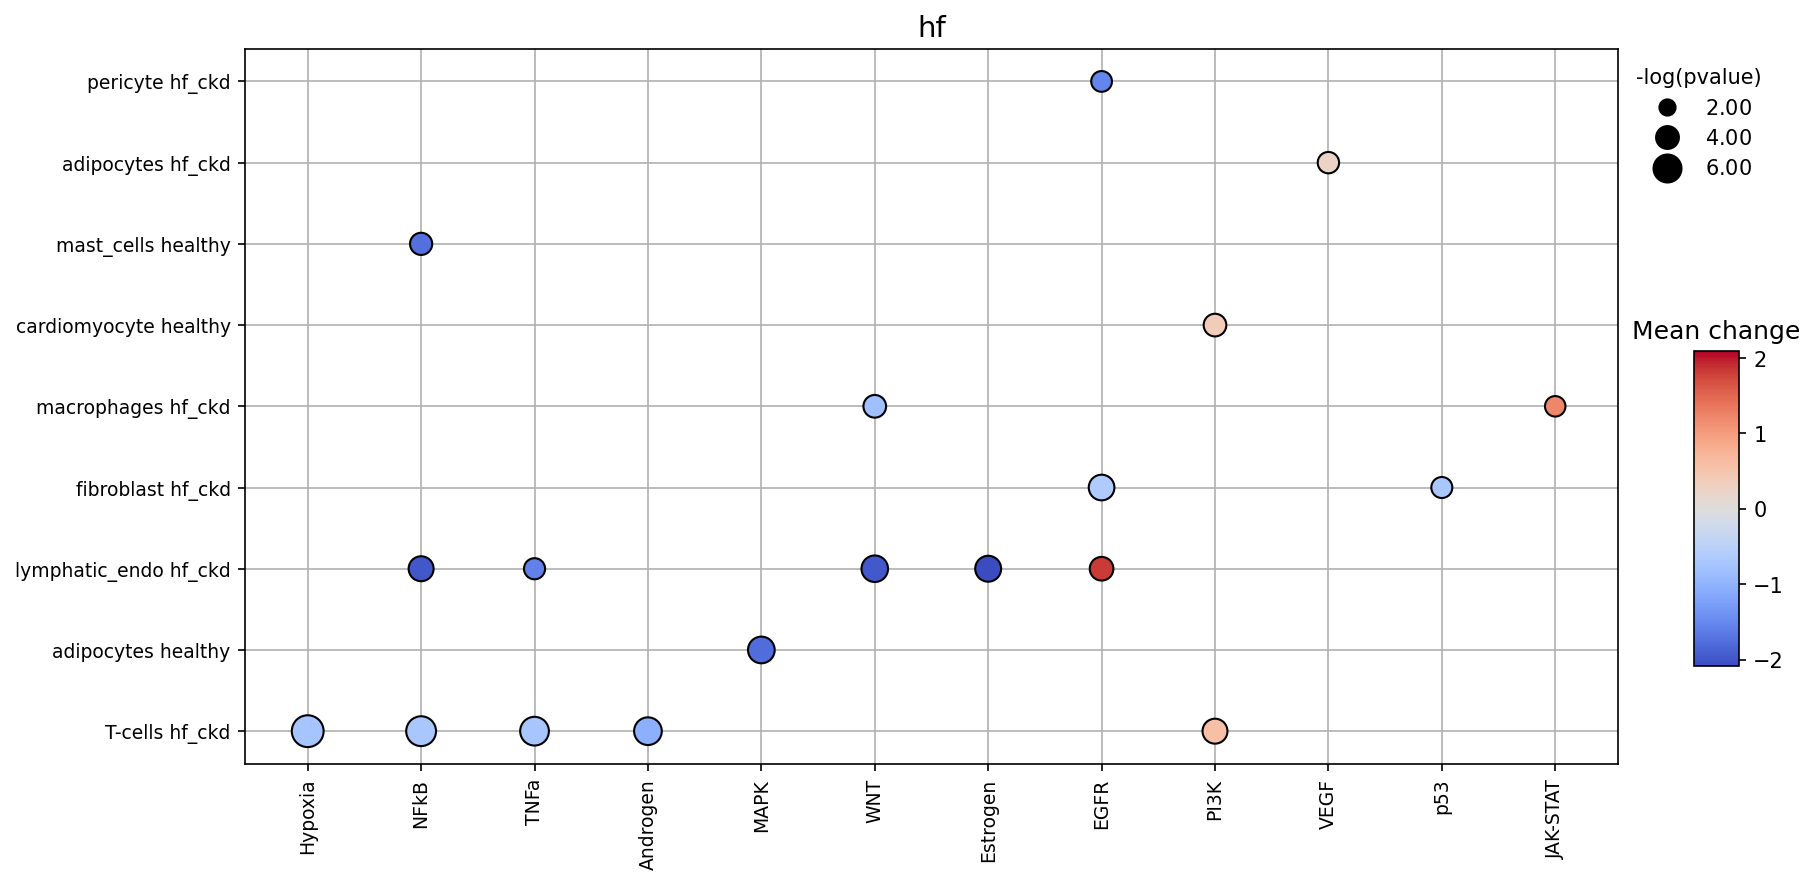 hf
pericyte hf_ckd
adipocytes hf_ckd
mast_cells healthy
cardiomyocyte healthy
macrophages hf_ckd
fibroblast hf_ckd
lymphatic_endo hf_ckd
adipocytes healthy
T-cells hf_ckd
Hypoxia
NFkB
TNFa
Androgen
MAPK
WNT
Estrogen
EGFR
PI3K
VEGF
p53
JAK-STAT
-log(pvalue)
2.00
4.00
6.00
Mean change
2
1
0
−1
−2